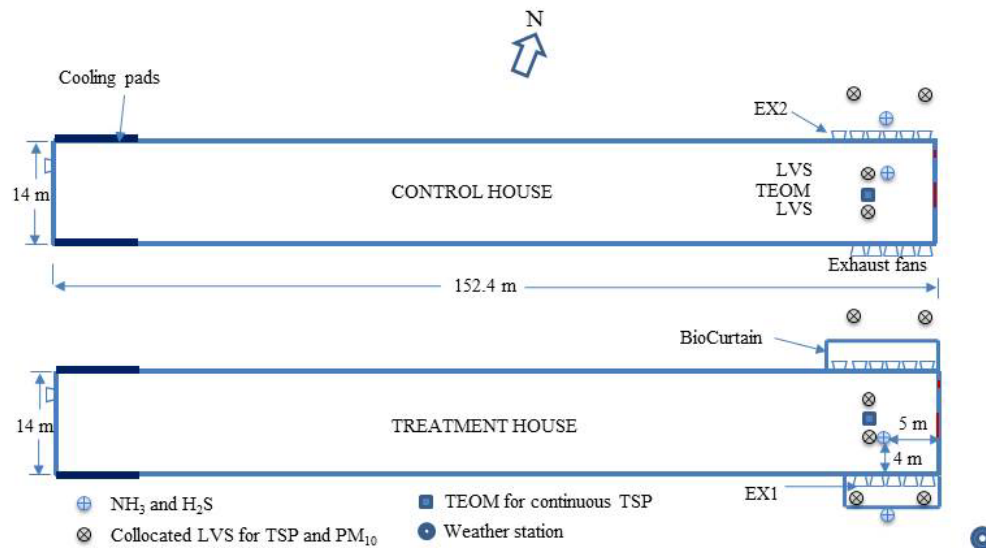 N
Cooling pads
EX2
14 m
CONTROL HOUSE
LVS
TEOM
LVS
Exhaust fans
152.4 m
BioCurtain
14 m
TREATMENT HOUSE
5 m
4 m
EX1
NH₃ and H₂S
TEOM for continuous TSP
Collocated LVS for TSP and PM₁₀
Weather station